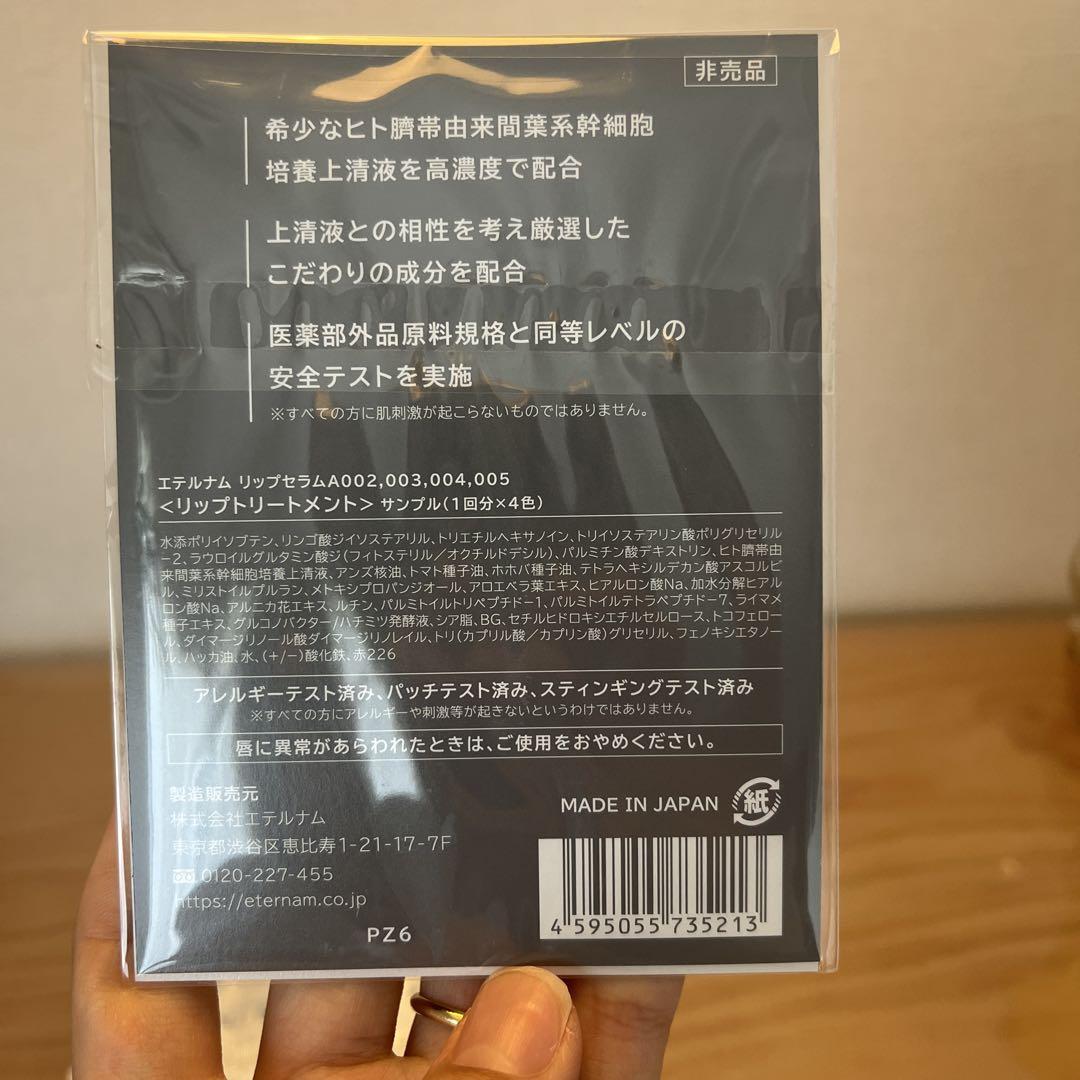 非売品
希少なヒト臍帯由来間葉系幹細胞
培養上清液を高濃度で配合
上清液との相性を考え厳選した
こだわりの成分を配合
医薬部外品原料規格と同等レベルの
安全テストを実施
※すべての方に肌刺激が起こらないものではありません。
エテルナム リップセラムA002,003,004,005
<リップトリートメント> サンプル(1回分×4色)
水添ポリイソブテン、リンゴ酸ジイソステアリル、トリエチルヘキサノイン、トリイソステアリン酸ポリグリセリル
-2、ラウロイルグルタミン酸ジ(フィトステリル/オクチルドデシル)、パルミチン酸デキストリン、ヒト臍帯由
来間葉系幹細胞培養上清液、アンズ核油、トマト種子油、ホホバ種子油、テトラヘキシルデカン酸アスコルビ
ル、ミリストイルプルラン、メトキシプロパンジオール、アロエベラ葉エキス、ヒアルロン酸Na、加水分解ヒアル
ロン酸Na、アルニカ花エキス、ルチン、パルミトイルトリペプチド-1、パルミトイルテトラペプチド-7、ライマメ
種子エキス、グルコノバクター/ハチミツ発酵液、シア脂、BG、セチルヒドロキシエチルセルロース、トコフェロ
ール、ダイマージリノール酸ダイマージリノレイル、トリ(カプリル酸/カプリン酸)グリセリル、フェノキシエタノ
ール、ハッカ油、水、(+/-)酸化鉄、赤226
アレルギーテスト済み、パッチテスト済み、スティンギングテスト済み
※すべての方にアレルギーや刺激等が起きないというわけではありません。
唇に異常があらわれたときは、ご使用をおやめください。
製造販売元
株式会社エテルナム
東京都渋谷区恵比寿1-21-17-7F
0120-227-455
https://eternam.co.jp
PZ6
MADE IN JAPAN
紙
4 595055 735213